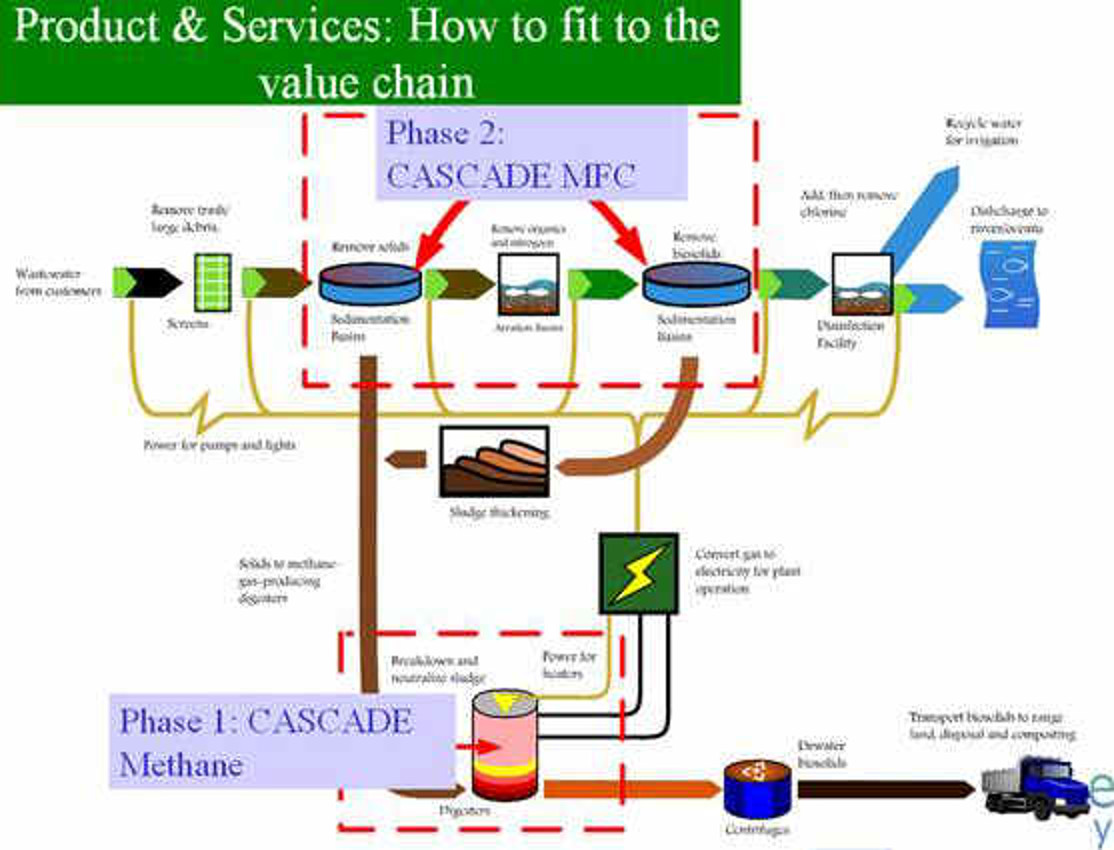 Product & Services: How to fit to the
value chain
Phase 2:
CASCADE MFC
Recycle water
for irrigation
Add, then remove
chlorine
Discharge to
rivers/oceans
Remove trash/
large debris
Remove solids
Remove organics
and nitrogen
Remove
biosolids
Wastewater
from customers
Screens
Sedimentation
Basins
Aeration Basins
Sedimentation
Basins
Disinfection
Facility
Power for pumps and lights
Sludge thickening
Solids to methane-
gas-producing
digesters
Convert gas to
electricity for plant
operation
Breakdown and
neutralize sludge
Power for
heaters
Phase 1: CASCADE
Methane
Digesters
Dewater
biosolids
Centrifuges
Transport biosolids to range
land, disposal and composting
e
y